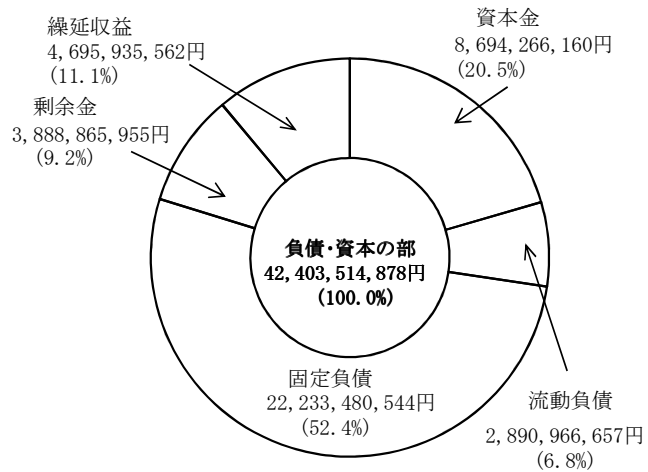 繰延収益
4,695,935,562円
(11.1%)
資本金
8,694,266,160円
(20.5%)
剰余金
3,888,865,955円
(9.2%)
負債・資本の部
42,403,514,878円
(100.0%)
固定負債
22,233,480,544円
(52.4%)
流動負債
2,890,966,657円
(6.8%)